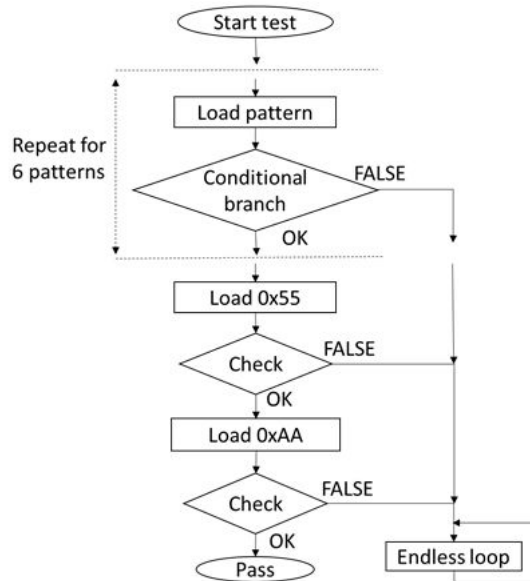 Start test
Repeat for
6 patterns
Load pattern
Conditional
branch
FALSE
OK
Load 0x55
Check
FALSE
OK
Load 0xAA
Check
FALSE
OK
Pass
Endless loop